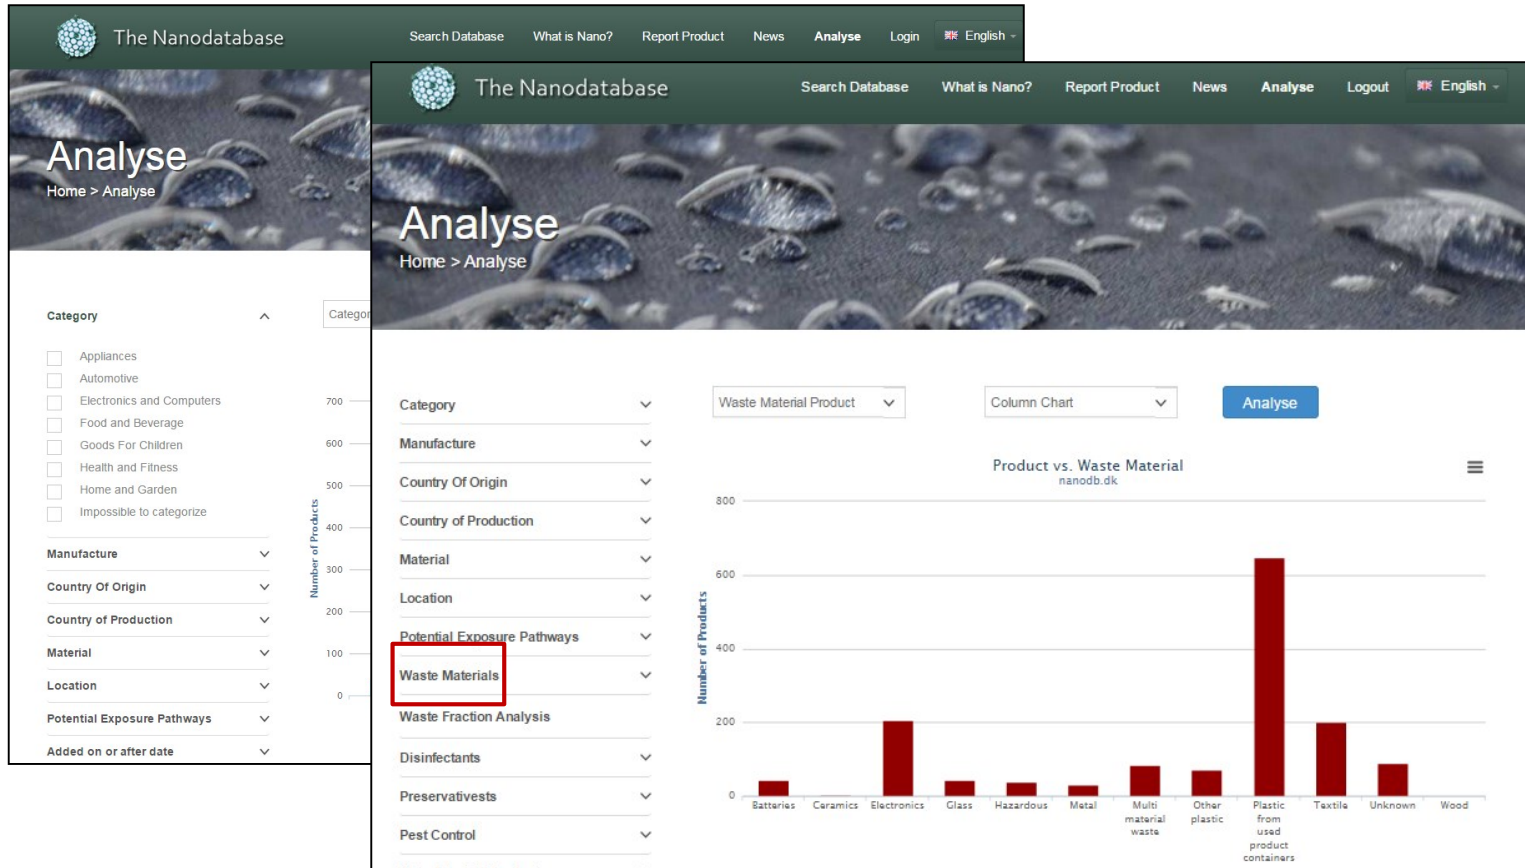 The Nanodatabase
Search Database What is Nano? Report Product News Analyse Login English
Analyse
Home > Analyse
Category
Appliances
Automotive
Electronics and Computers
Food and Beverage
Goods For Children
Health and Fitness
Home and Garden
Impossible to categorize
Manufacture
Country Of Origin
Country of Production
Material
Location
Potential Exposure Pathways
Added on or after date
Categor
Number of Products
700
600
500
400
300
200
100
0
The Nanodatabase
Search Database What is Nano? Report Product News Analyse Logout English
Analyse
Home > Analyse
Category
Manufacture
Country Of Origin
Country of Production
Material
Location
Potential Exposure Pathways
Waste Materials
Waste Fraction Analysis
Disinfectants
Preservativests
Pest Control
Waste Material Product
Column Chart
Analyse
Product vs. Waste Material
nanodb.dk
Number of Products
800
600
400
200
0
Batteries
Ceramics
Electronics
Glass
Hazardous
Metal
Multi
material
waste
Other
plastic
Plastic
from
used
product
containers
Textile
Unknown
Wood